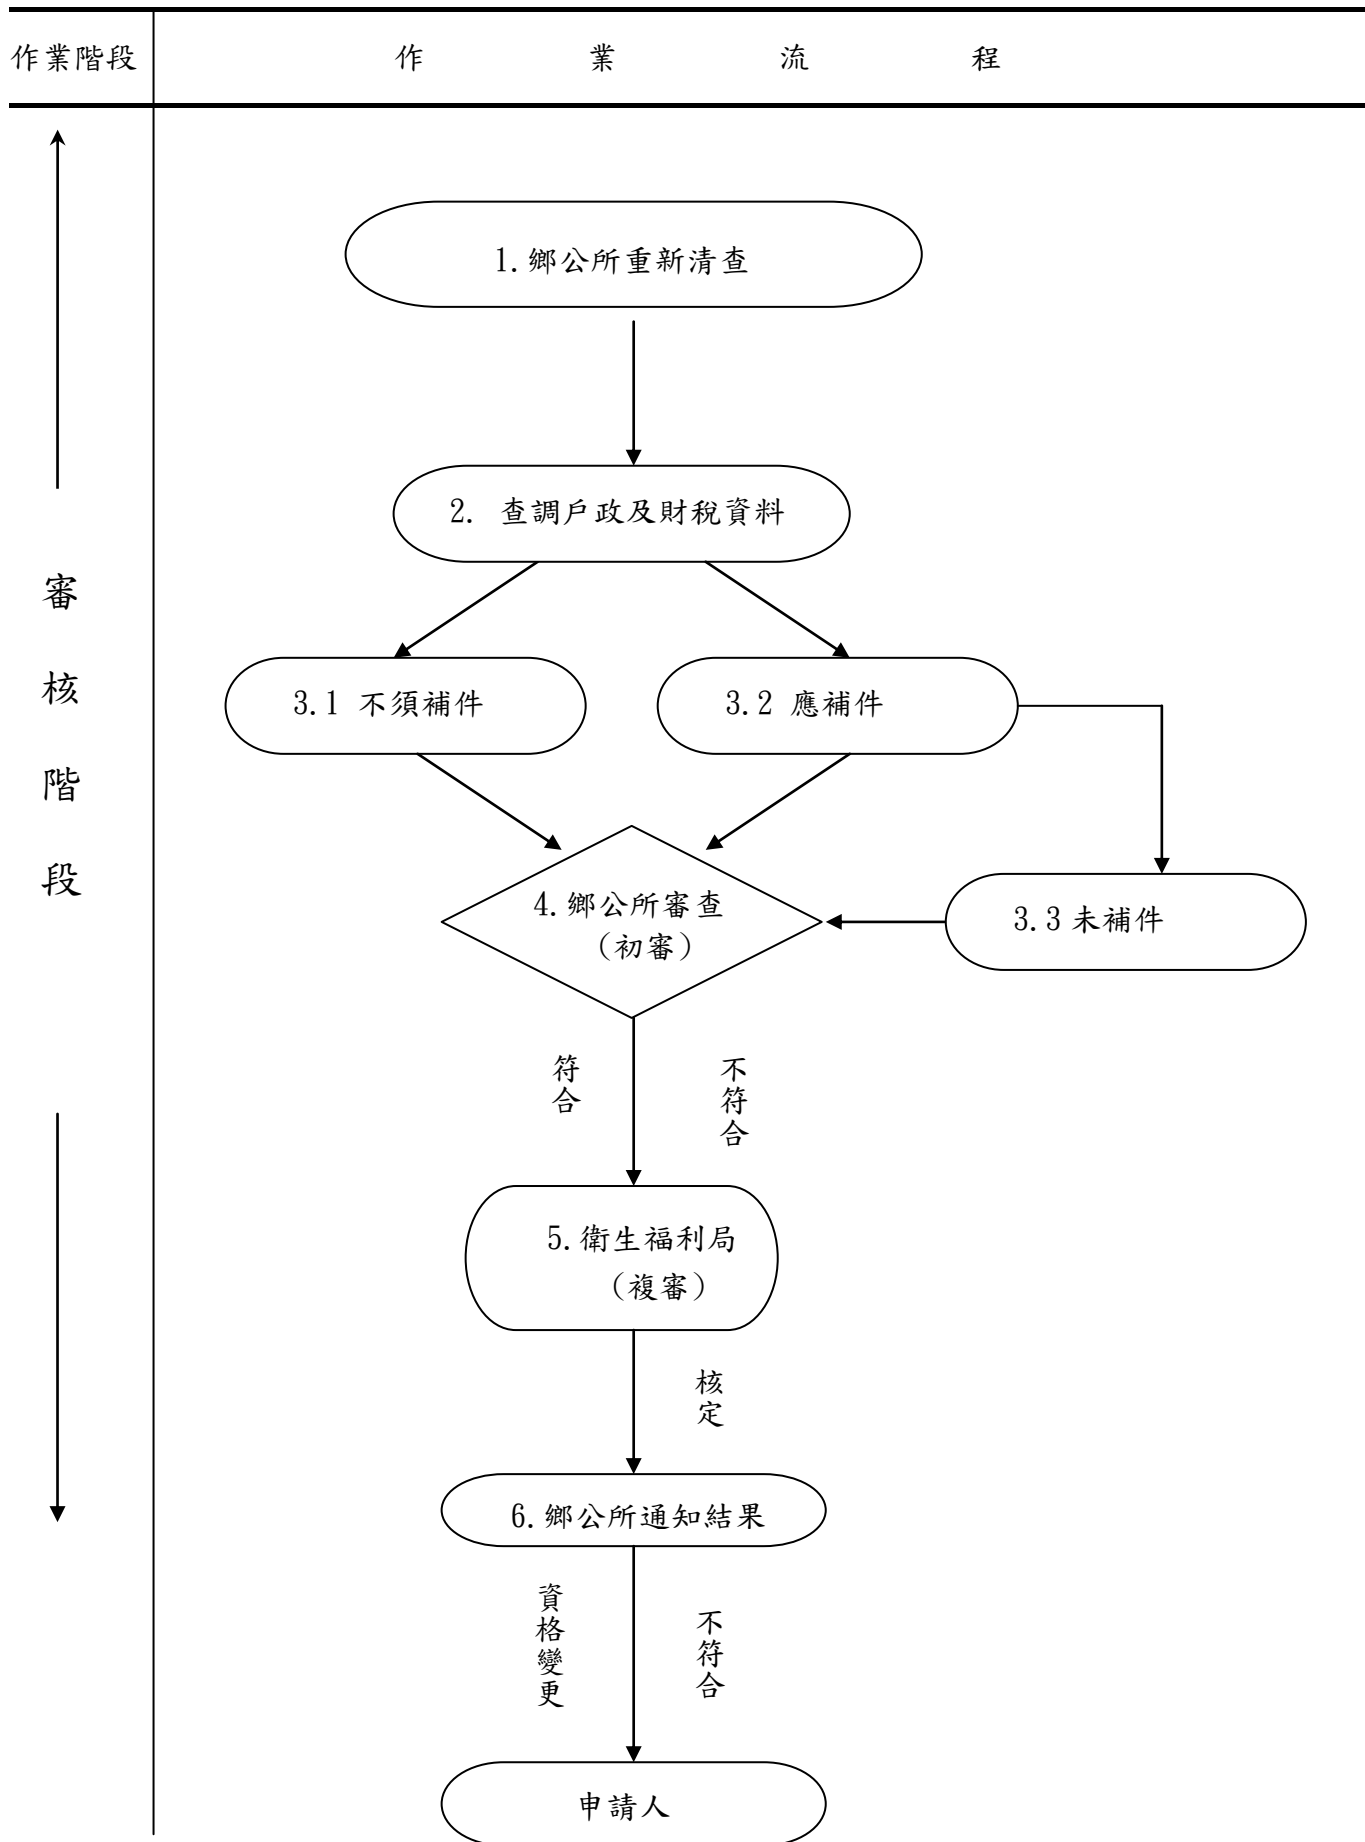 作業階段
作業流程
1.鄉公所重新清查
2. 查調戶政及財稅資料
審核階段
3.1 不須補件
3.2 應補件
4.鄉公所審查
(初審)
3.3未補件
符合
不符合
5.衛生福利局
(複審)
核定
6.鄉公所通知結果
資格變更
不符合
申請人